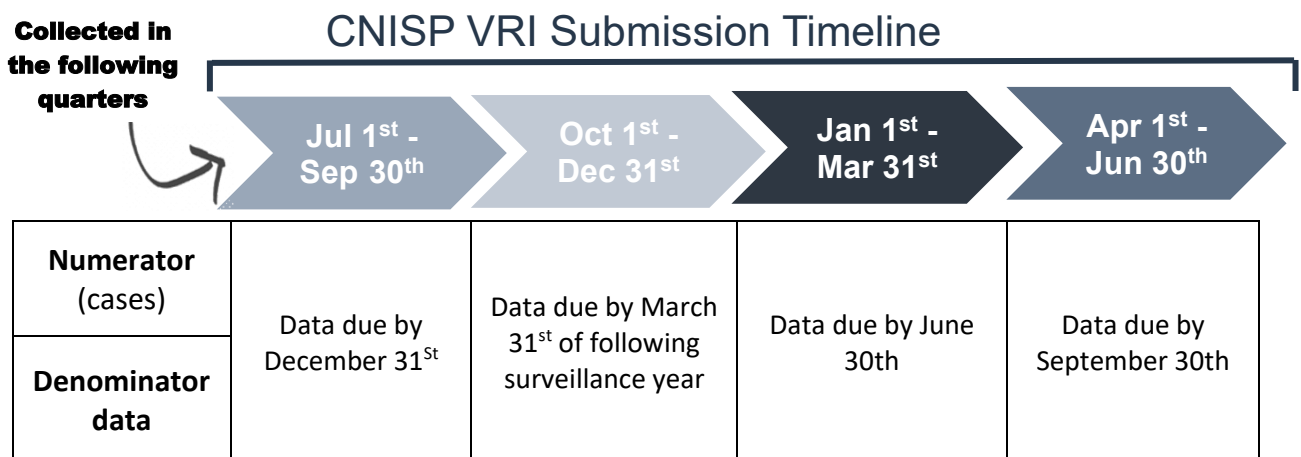 Collected in
the following
quarters
CNISP VRI Submission Timeline
Jul 1st -
Sep 30th
Oct 1st -
Dec 31st
Jan 1st -
Mar 31st
Apr 1st -
Jun 30th
Numerator
(cases)
Denominator
data
Data due by
December 31St
Data due by March
31st of following
surveillance year
Data due by June
30th
Data due by
September 30th